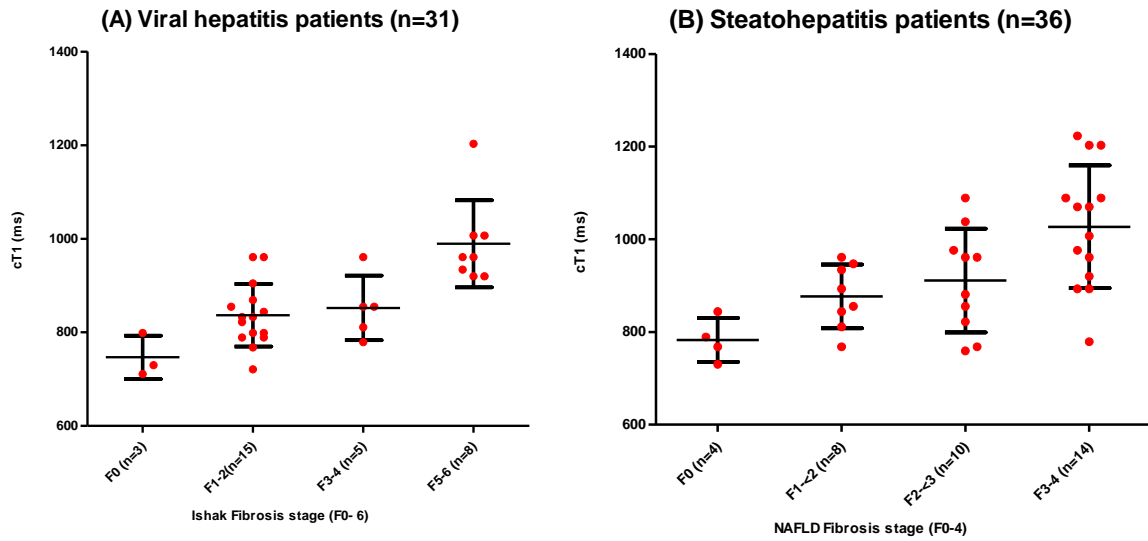 (A) Viral hepatitis patients (n=31)
1400
1200
1000
800
600
cT1 (ms)
F0 (n=3)
F1-2(n=15)
F3-4 (n=5)
F5-6 (n=8)
Ishak Fibrosis stage (F0- 6)
(B) Steatohepatitis patients (n=36)
1400
1200
1000
800
600
cT1 (ms)
F0 (n=4)
F1-<2 (n=8)
F2-<3 (n=10)
F3-4 (n=14)
NAFLD Fibrosis stage (F0-4)